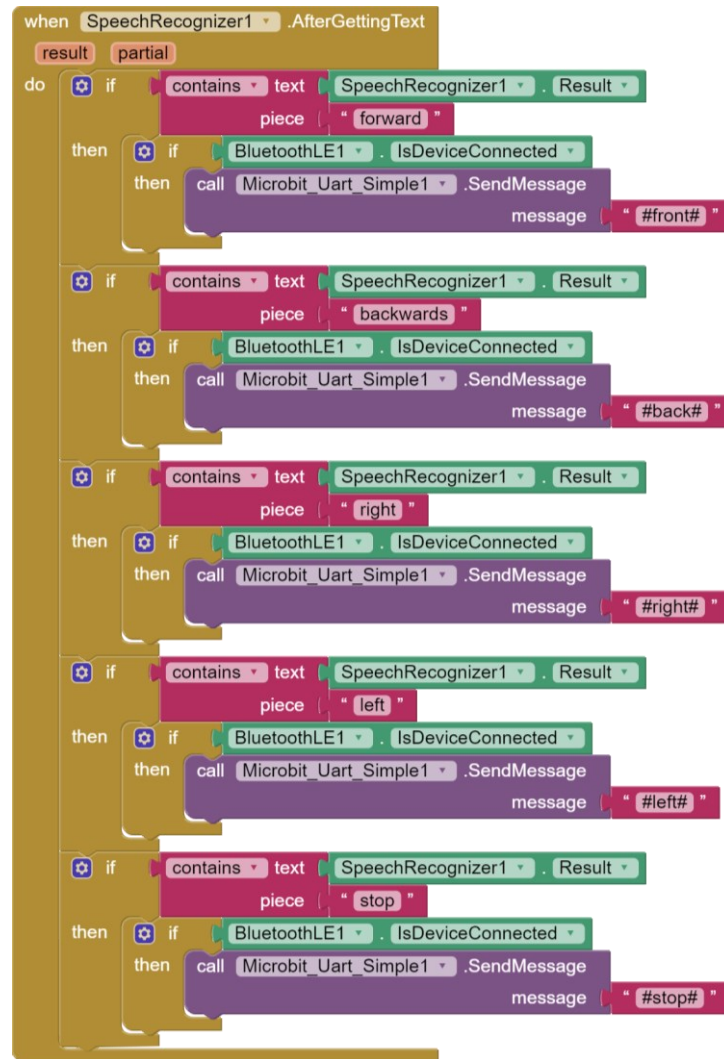 when SpeechRecognizer1 .AfterGettingText
result partial
do if contains text SpeechRecognizer1 . Result
piece " forward "
then if BluetoothLE1 . IsDeviceConnected
then call Microbit_Uart_Simple1 .SendMessage
message " #front# "
if contains text SpeechRecognizer1 . Result
piece " backwards "
then if BluetoothLE1 . IsDeviceConnected
then call Microbit_Uart_Simple1 .SendMessage
message " #back# "
if contains text SpeechRecognizer1 . Result
piece " right "
then if BluetoothLE1 . IsDeviceConnected
then call Microbit_Uart_Simple1 .SendMessage
message " #right# "
if contains text SpeechRecognizer1 . Result
piece " left "
then if BluetoothLE1 . IsDeviceConnected
then call Microbit_Uart_Simple1 .SendMessage
message " #left# "
if contains text SpeechRecognizer1 . Result
piece " stop "
then if BluetoothLE1 . IsDeviceConnected
then call Microbit_Uart_Simple1 .SendMessage
message " #stop# "